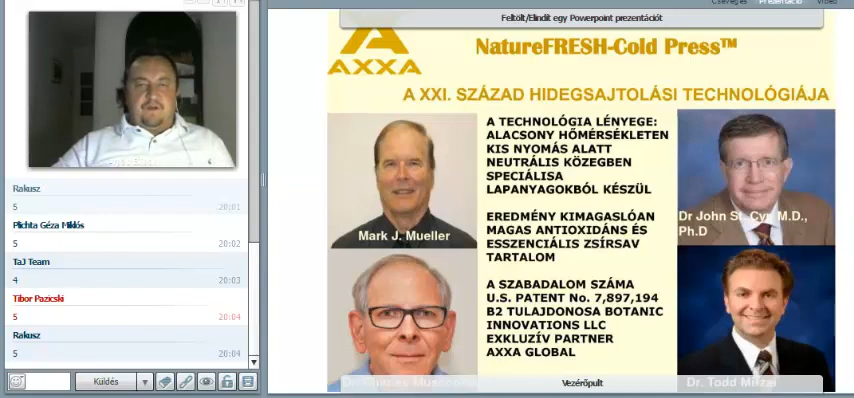 Csevegés Prezentáció Videó
Feltölt/Elindít egy Powerpoint prezentációt
AXXA
NatureFRESH-Cold Press™
A XXI. SZÁZAD HIDEGSAJTOLÁSI TECHNOLÓGIÁJA
A TECHNOLÓGIA LÉNYEGE:
ALACSONY HŐMÉRSÉKLETEN
KIS NYOMÁS ALATT
NEUTRÁLIS KÖZEGBEN
SPECIÁLISA
LAPANYAGOKBÓL KÉSZÜL
EREDMÉNY KIMAGASLÓAN
MAGAS ANTIOXIDÁNS ÉS
ESSZENCIÁLIS ZSÍRSAV
TARTALOM
A SZABADALOM SZÁMA
U.S. PATENT No. 7,897,194
B2 TULAJDONOSA BOTANIC
INNOVATIONS LLC
EXKLUZÍV PARTNER
AXXA GLOBAL
Mark J. Mueller
Dr John St. Cyr M.D.,
Ph.D
Dr. Todd Milzar
Vezérőpult
Rakusz
5 20:01
Plichta Géza Miklós
5 20:02
TaJ Team
4 20:03
Tibor Pazicski
5 20:04
Rakusz
5 20:04
Küldés